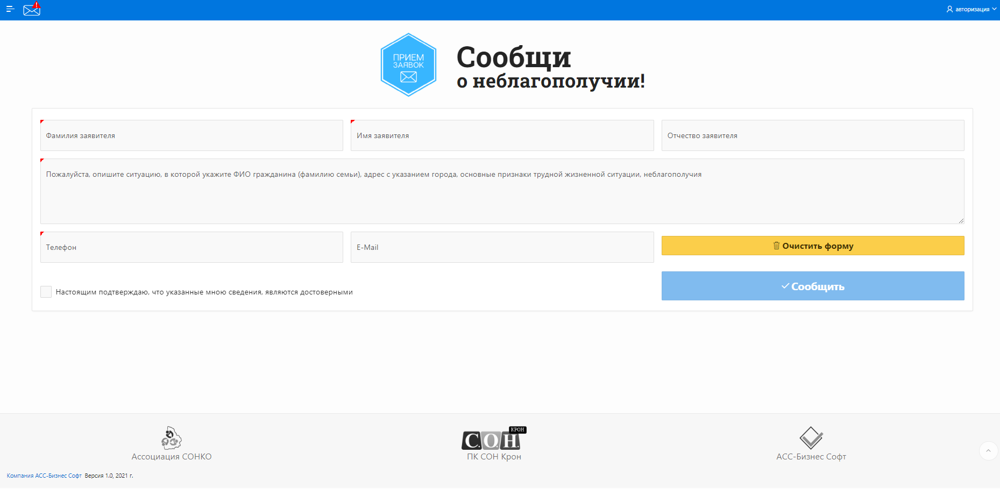 авторизация
ПРИЕМ
ЗАЯВОК
Сообщи
о неблагополучии!
Фамилия заявителя
Имя заявителя
Отчество заявителя
Пожалуйста, опишите ситуацию, в которой укажите ФИО гражданина (фамилию семьи), адрес с указанием города, основные признаки трудной жизненной ситуации, неблагополучия
Телефон
E-Mail
Очистить форму
Настоящим подтверждаю, что указанные мною сведения, являются достоверными
Сообщить
КРОН
С.О.Н.
Ассоциация СОНКО
ПК СОН Крон
АСС-Бизнес Софт
Компания АСС-Бизнес Софт Версия 1.0, 2021 г.